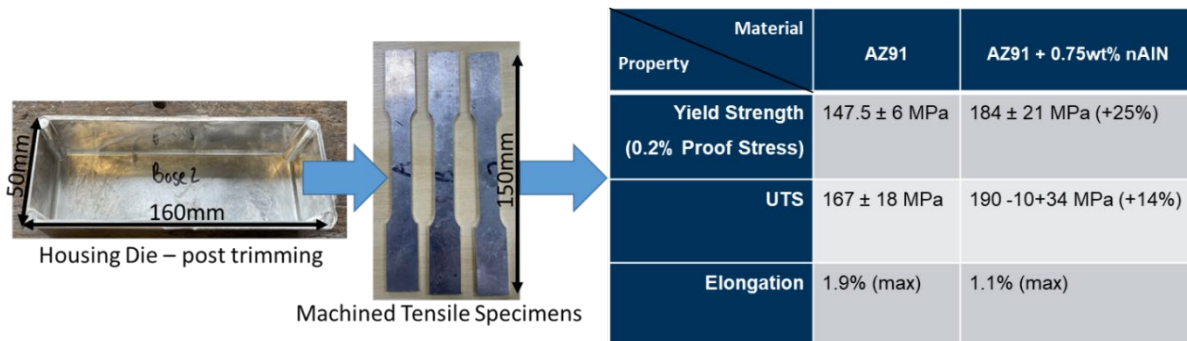 50mm
Base 2
160mm
Housing Die – post trimming
150mm
Machined Tensile Specimens
Material
Property
AZ91
AZ91 + 0.75wt% nAlN
Yield Strength
(0.2% Proof Stress)
147.5 ± 6 MPa
184 ± 21 MPa (+25%)
UTS
167 ± 18 MPa
190 -10+34 MPa (+14%)
Elongation
1.9% (max)
1.1% (max)